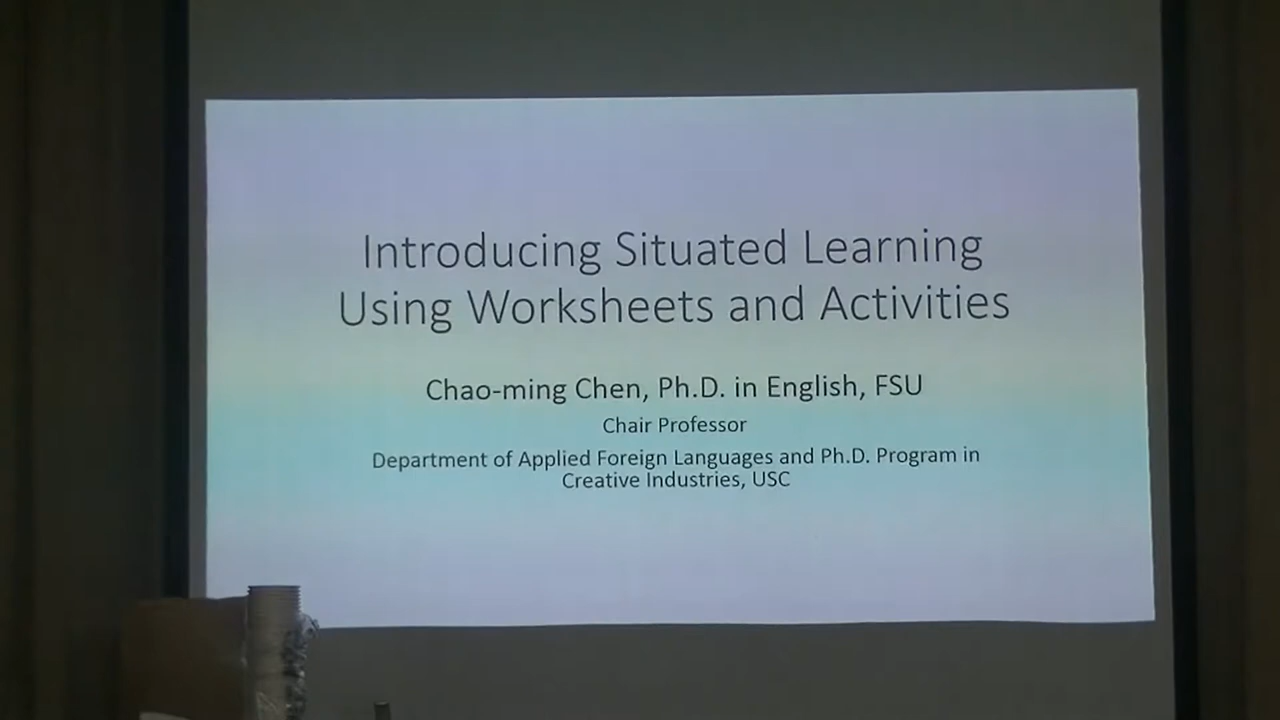 Introducing Situated Learning
Using Worksheets and Activities
Chao-ming Chen, Ph.D. in English, FSU
Chair Professor
Department of Applied Foreign Languages and Ph.D. Program in
Creative Industries, USC